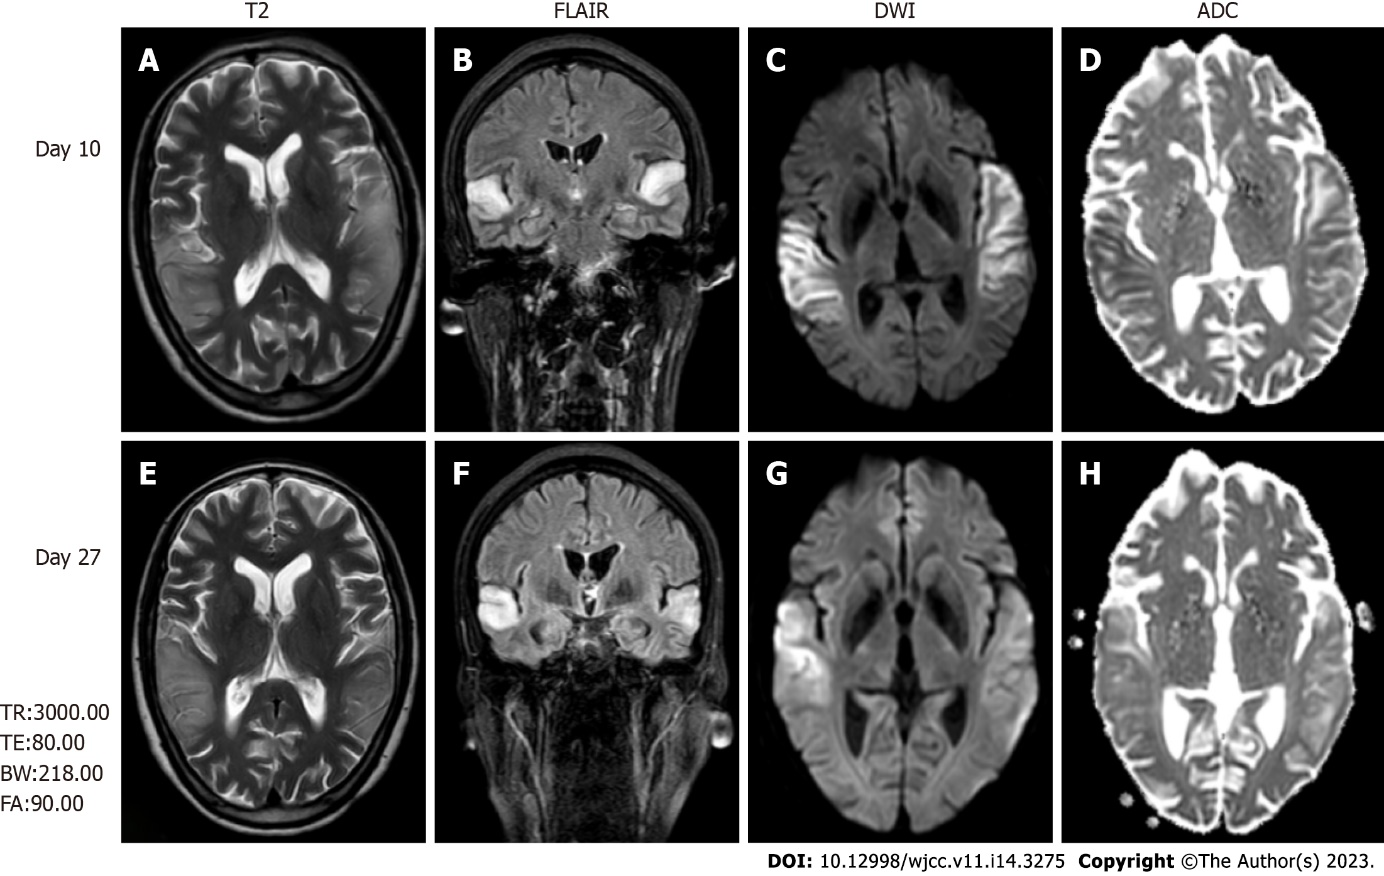 T2 FLAIR DWI ADC
A B C D
Day 10
E F G H
Day 27
TR:3000.00
TE:80.00
BW:218.00
FA:90.00
DOI: 10.12998/wjcc.v11.i14.3275 Copyright ©The Author(s) 2023.